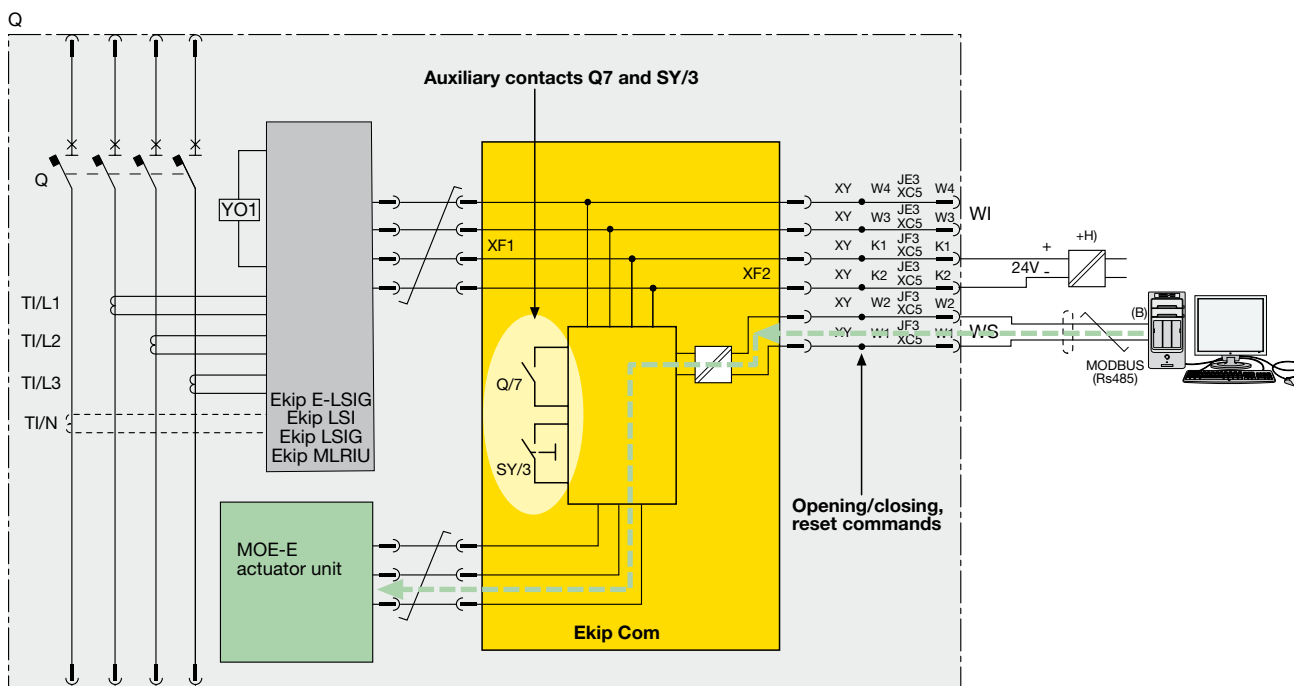 Q
Auxiliary contacts Q7 and SY/3
Q
YO1
XF1
XF2
XY W4 JE3 XC5 W4
XY W3 JE3 XC5 W3
WI
XY K1 JF3 XC5 K1
XY K2 JE3 XC5 K2
XY W2 JF3 XC5 W2
XY W1 JF3 XC5 W1
WS
+
24V -
+H)
(B)
MODBUS
(Rs485)
TI/L1
TI/L2
TI/L3
TI/N
Ekip E-LSIG
Ekip LSI
Ekip LSIG
Ekip MLRIU
Q/7
SY/3
Opening/closing,
reset commands
MOE-E
actuator unit
Ekip Com